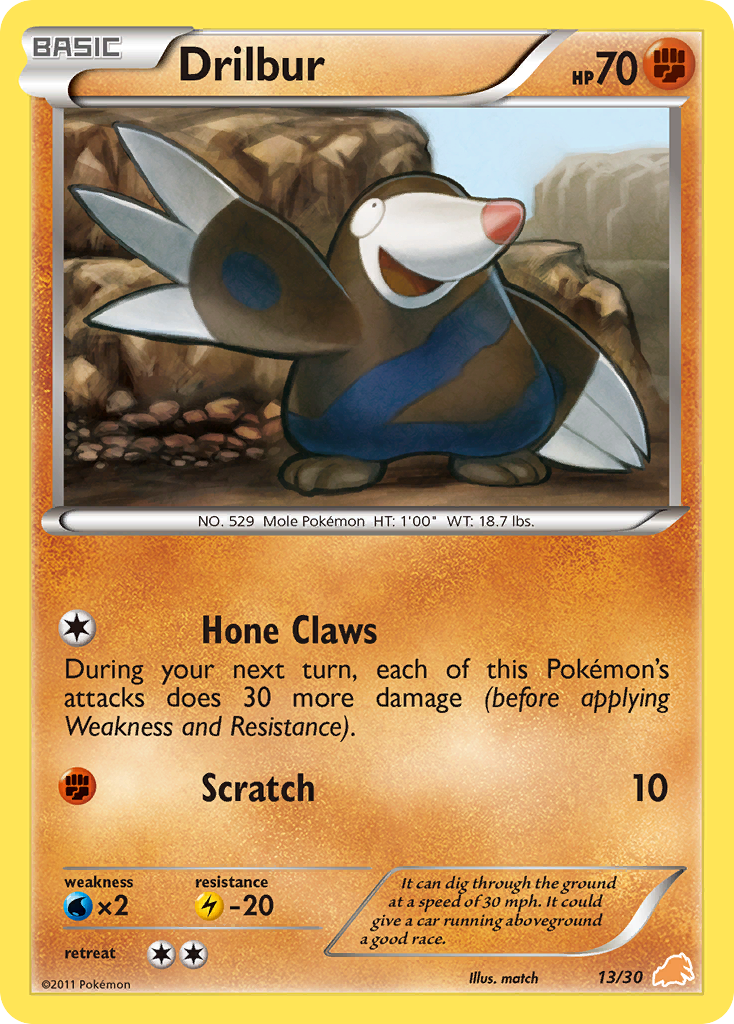 BASIC
Drilbur
HP70
NO. 529 Mole Pokémon HT: 1'00" WT: 18.7 lbs.
Hone Claws
During your next turn, each of this Pokémon's
attacks does 30 more damage (before applying
Weakness and Resistance).
Scratch 10
weakness resistance
×2 -20
It can dig through the ground
at a speed of 30 mph. It could
give a car running aboveground
a good race.
retreat
©2011 Pokémon Illus. match 13/30